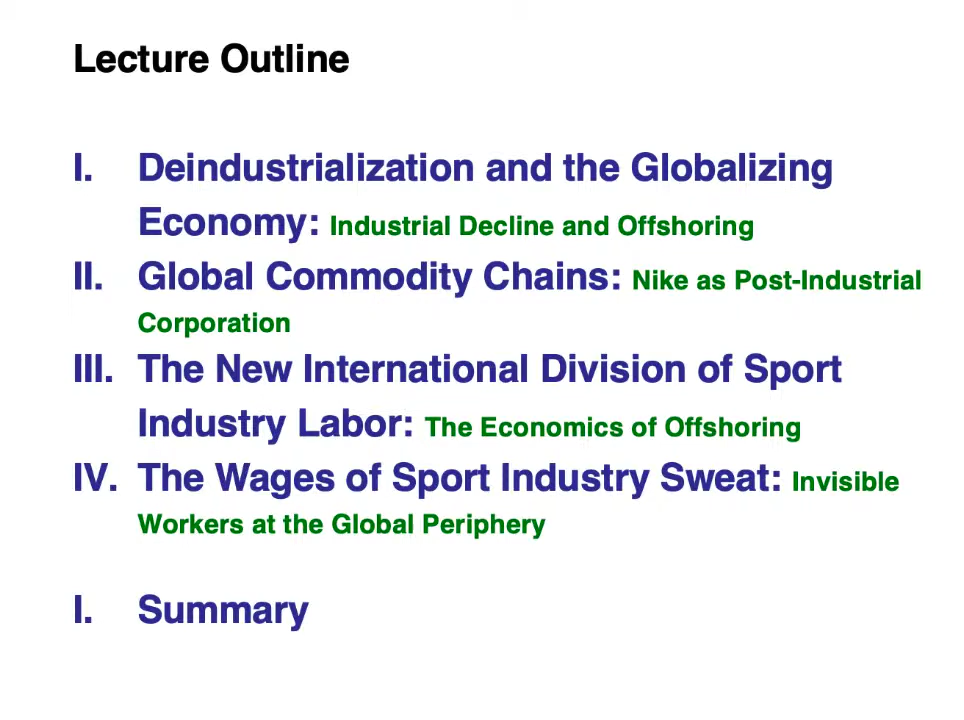 Lecture Outline
I. Deindustrialization and the Globalizing
Economy: Industrial Decline and Offshoring
II. Global Commodity Chains: Nike as Post-Industrial
Corporation
III. The New International Division of Sport
Industry Labor: The Economics of Offshoring
IV. The Wages of Sport Industry Sweat: Invisible
Workers at the Global Periphery
I. Summary